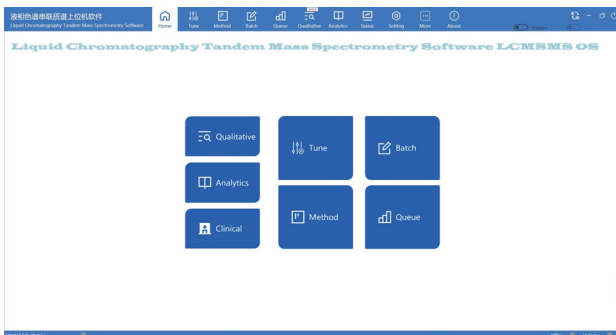 液相色谱串联质谱上位机软件
Liquid Chromatography Tandem Mass Spectrometry Software
Home
Tune
Method
Batch
Queue
Qualitative
Analytics
Status
Setting
More
About
Liquid Chromatography Tandem Mass Spectrometry Software LCMSMS OS
Qualitative
Analytics
Clinical
Tune
Batch
Method
Queue